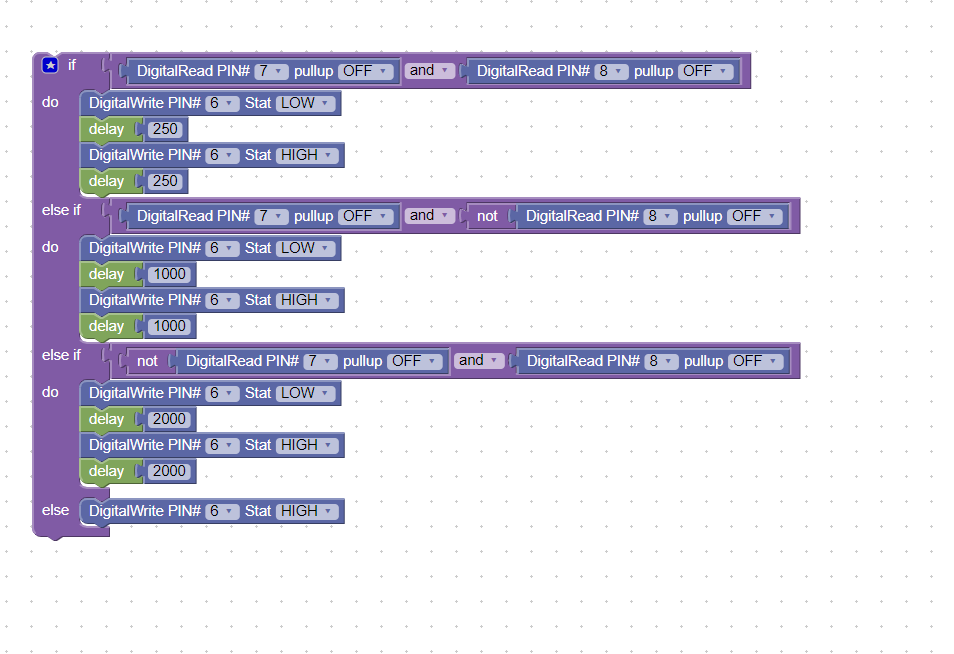 if DigitalRead PIN# 7 pullup OFF and DigitalRead PIN# 8 pullup OFF
do DigitalWrite PIN# 6 Stat LOW
delay 250
DigitalWrite PIN# 6 Stat HIGH
delay 250
else if DigitalRead PIN# 7 pullup OFF and not DigitalRead PIN# 8 pullup OFF
do DigitalWrite PIN# 6 Stat LOW
delay 1000
DigitalWrite PIN# 6 Stat HIGH
delay 1000
else if not DigitalRead PIN# 7 pullup OFF and DigitalRead PIN# 8 pullup OFF
do DigitalWrite PIN# 6 Stat LOW
delay 2000
DigitalWrite PIN# 6 Stat HIGH
delay 2000
else DigitalWrite PIN# 6 Stat HIGH